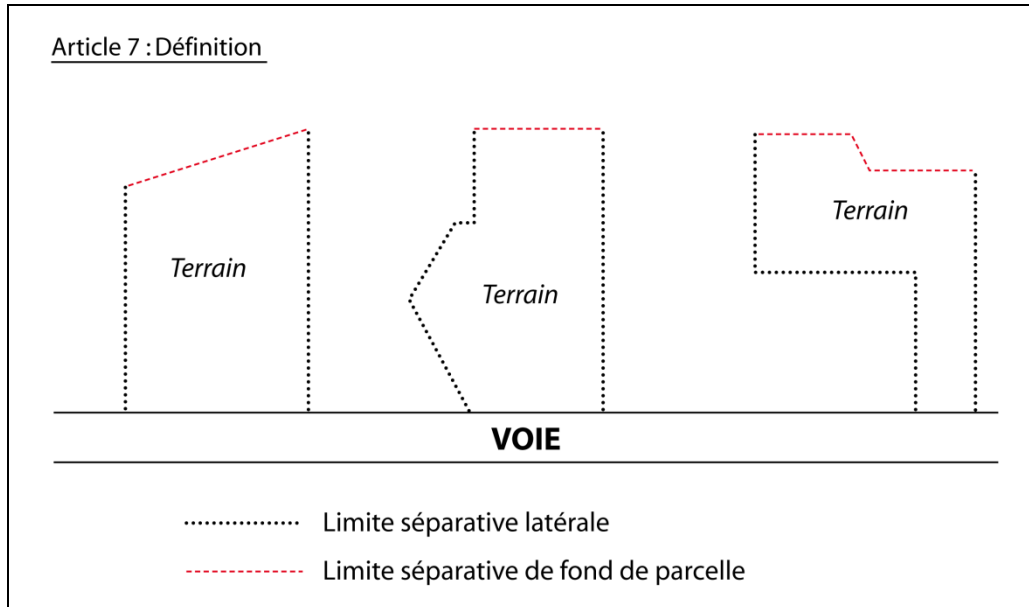 Article 7 : Définition
Terrain
Terrain
Terrain
VOIE
Limite séparative latérale
Limite séparative de fond de parcelle